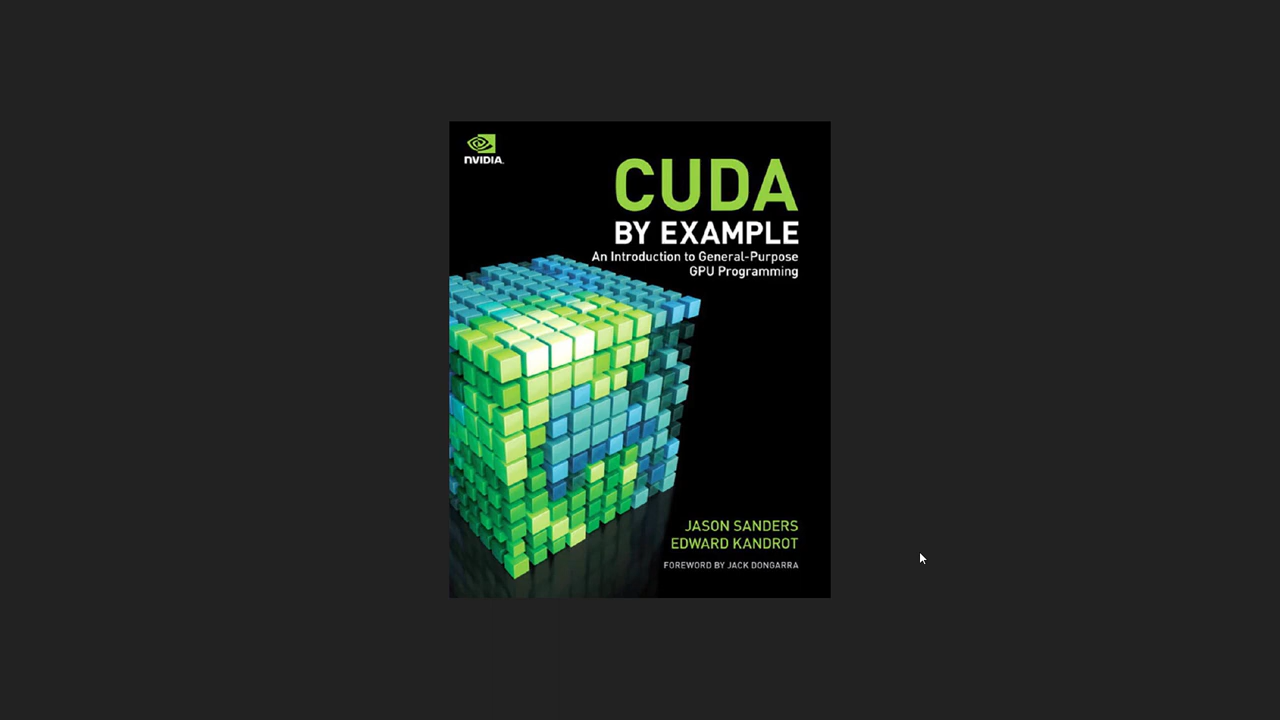 NVIDIA.
CUDA
BY EXAMPLE
An Introduction to General-Purpose
GPU Programming
JASON SANDERS
EDWARD KANDROT
FOREWORD BY JACK DONGARRA